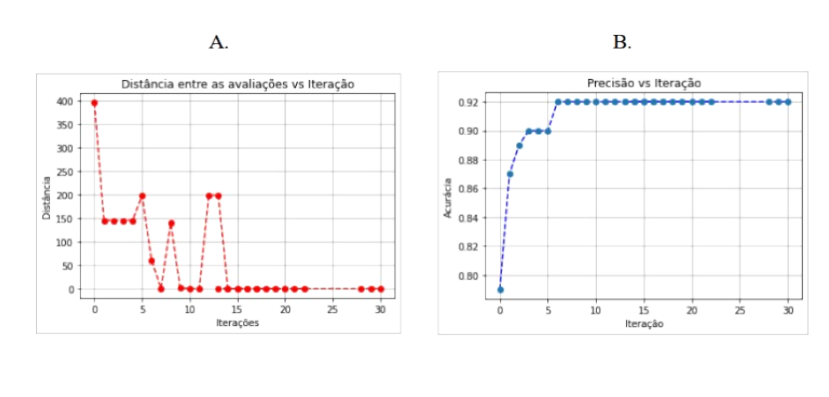 A.
B.
Distância entre as avaliações vs Iteração
400
350
300
250
200
150
100
50
0
Distância
0 5 10 15 20 25 30
Iterações
Precisão vs Iteração
0.92
0.90
0.88
0.86
0.84
0.82
0.80
Acurácia
0 5 10 15 20 25 30
Iteração